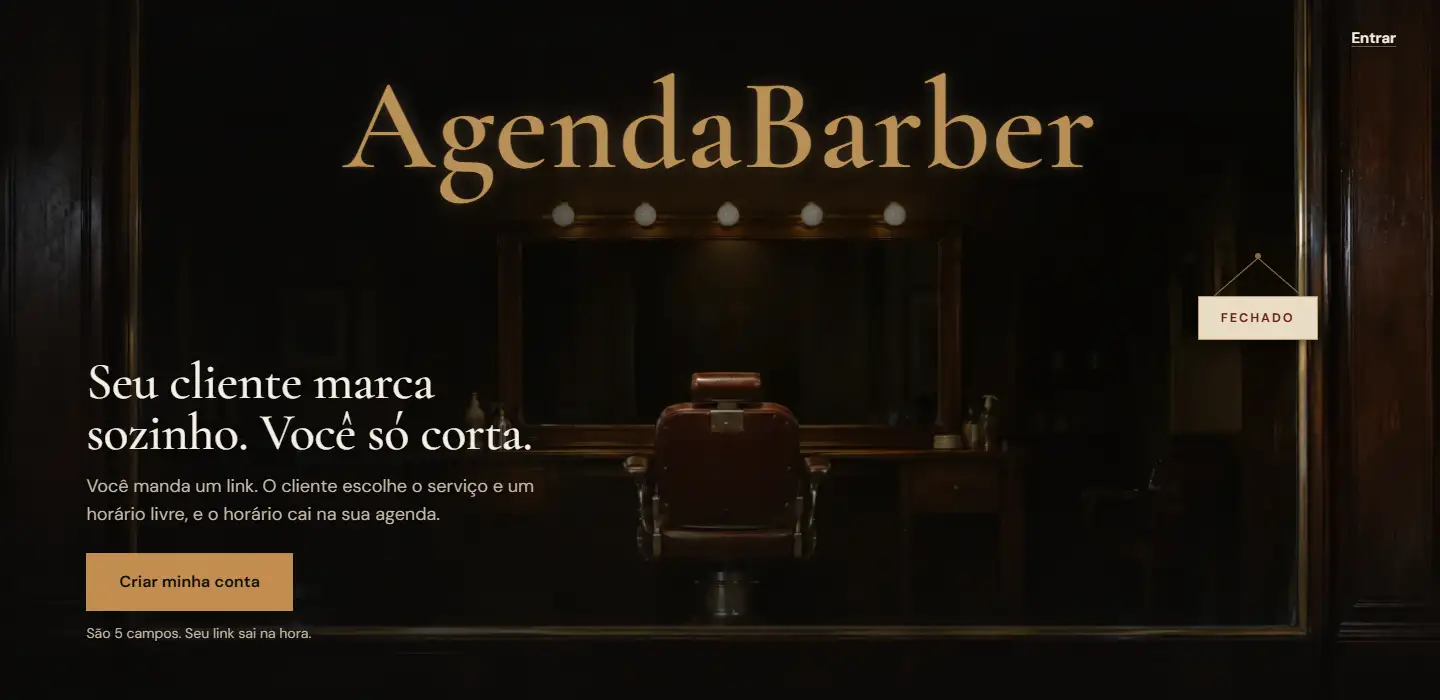 Entrar
AgendaBarber
FECHADO
Seu cliente marca
sozinho. Você só corta.
Você manda um link. O cliente escolhe o serviço e um
horário livre, e o horário cai na sua agenda.
Criar minha conta
São 5 campos. Seu link sai na hora.